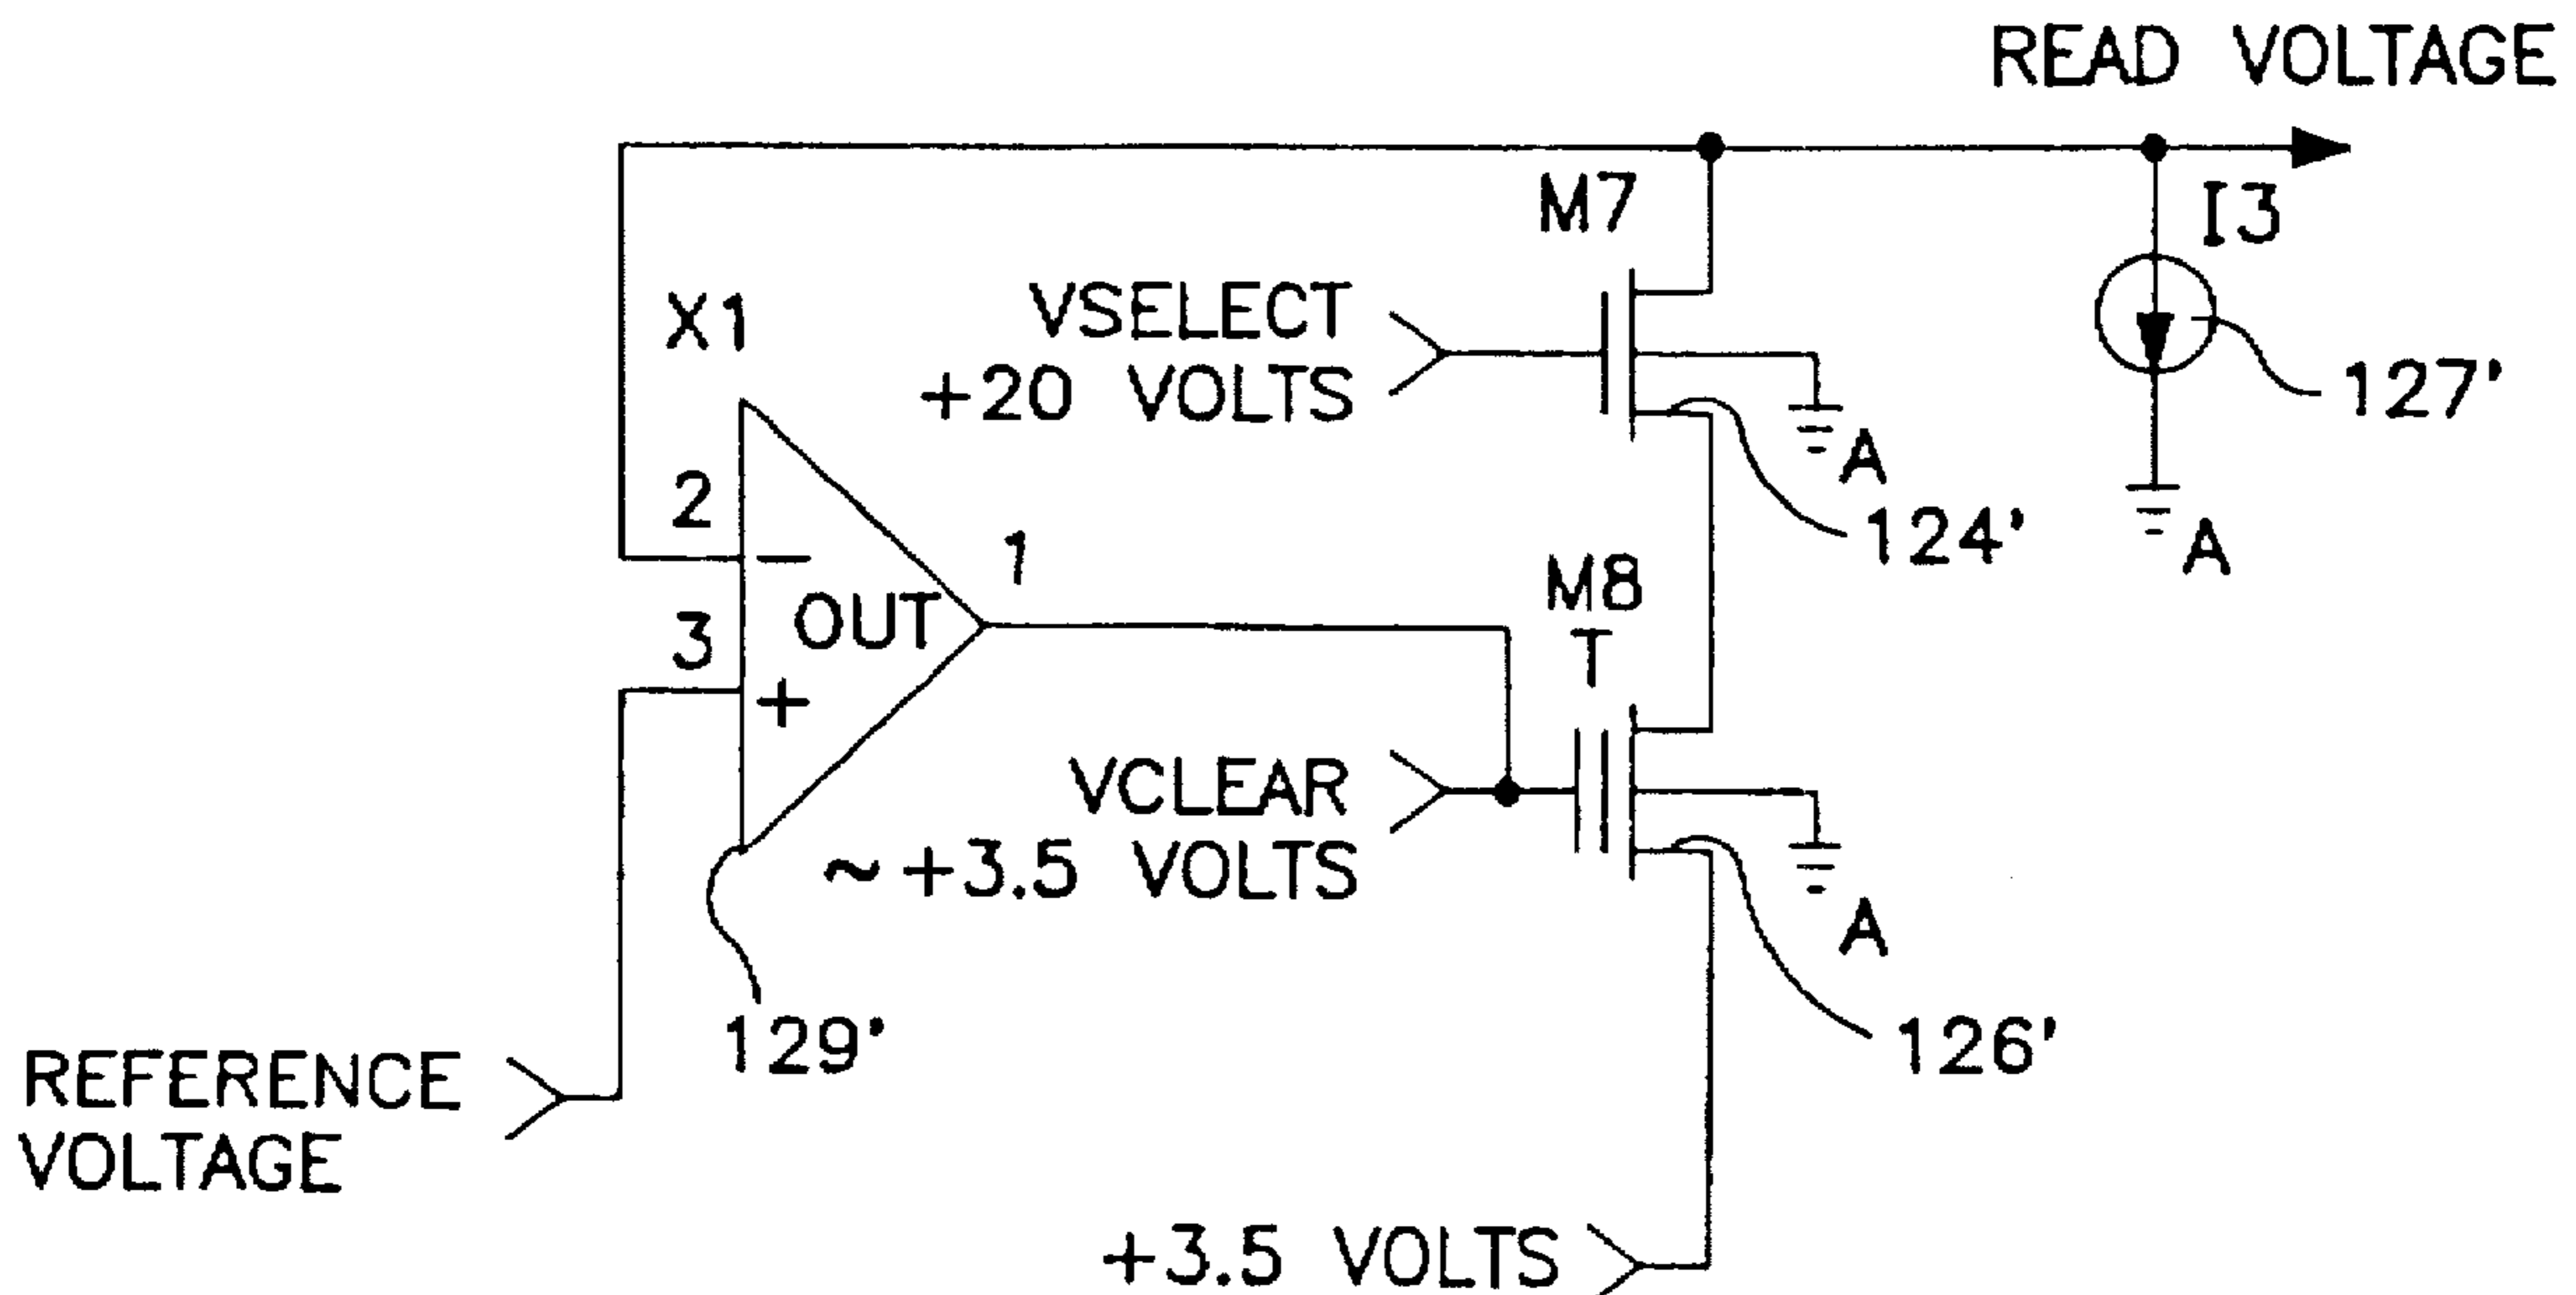 READ VOLTAGE
M7
I3
X1
VSELECT
+20 VOLTS
127'
A
2
124'
A
1
M8
T
3
−
OUT
+
VCLEAR
~ +3.5 VOLTS
A
129'
126'
REFERENCE
VOLTAGE
+3.5 VOLTS